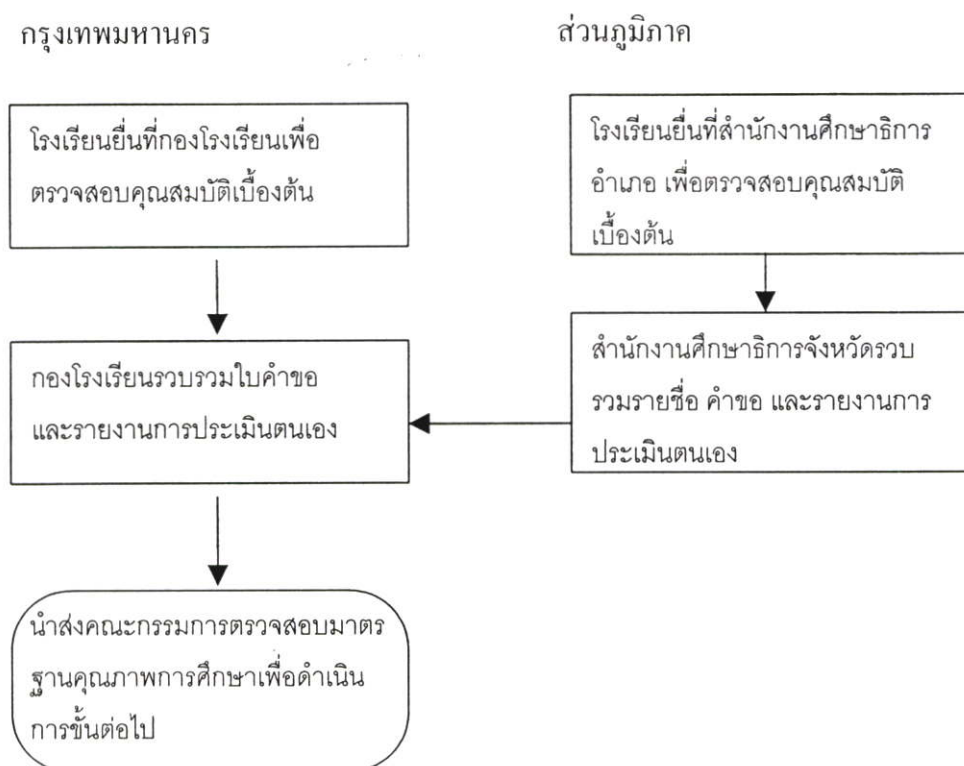 กรุงเทพมหานคร
ส่วนภูมิภาค
โรงเรียนยื่นที่กองโรงเรียนเพื่อ
ตรวจสอบคุณสมบัติเบื้องต้น
โรงเรียนยื่นที่สำนักงานศึกษาธิการ
อำเภอ เพื่อตรวจสอบคุณสมบัติ
เบื้องต้น
กองโรงเรียนรวบรวมใบคำขอ
และรายงานการประเมินตนเอง
สำนักงานศึกษาธิการจังหวัดรวบ
รวมรายชื่อ คำขอ และรายงานการ
ประเมินตนเอง
นำส่งคณะกรรมการตรวจสอบมาตร
ฐานคุณภาพการศึกษาเพื่อดำเนิน
การขั้นต่อไป